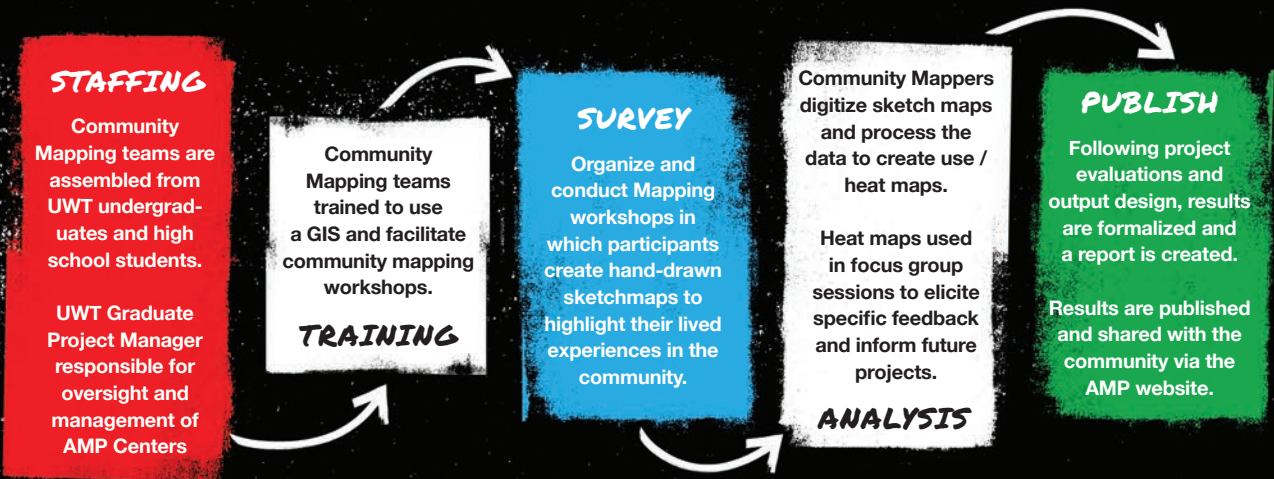 STAFFING
Community
Mapping teams are
assembled from
UWT undergrad-
uates and high
school students.
UWT Graduate
Project Manager
responsible for
oversight and
management of
AMP Centers
Community
Mapping teams
trained to use
a GIS and facilitate
community mapping
workshops.
TRAINING
SURVEY
Organize and
conduct Mapping
workshops in
which participants
create hand-drawn
sketchmaps to
highlight their lived
experiences in the
community.
Community Mappers
digitize sketch maps
and process the
data to create use /
heat maps.
Heat maps used
in focus group
sessions to elicite
specific feedback
and inform future
projects.
ANALYSIS
PUBLISH
Following project
evaluations and
output design, results
are formalized and
a report is created.
Results are published
and shared with the
community via the
AMP website.